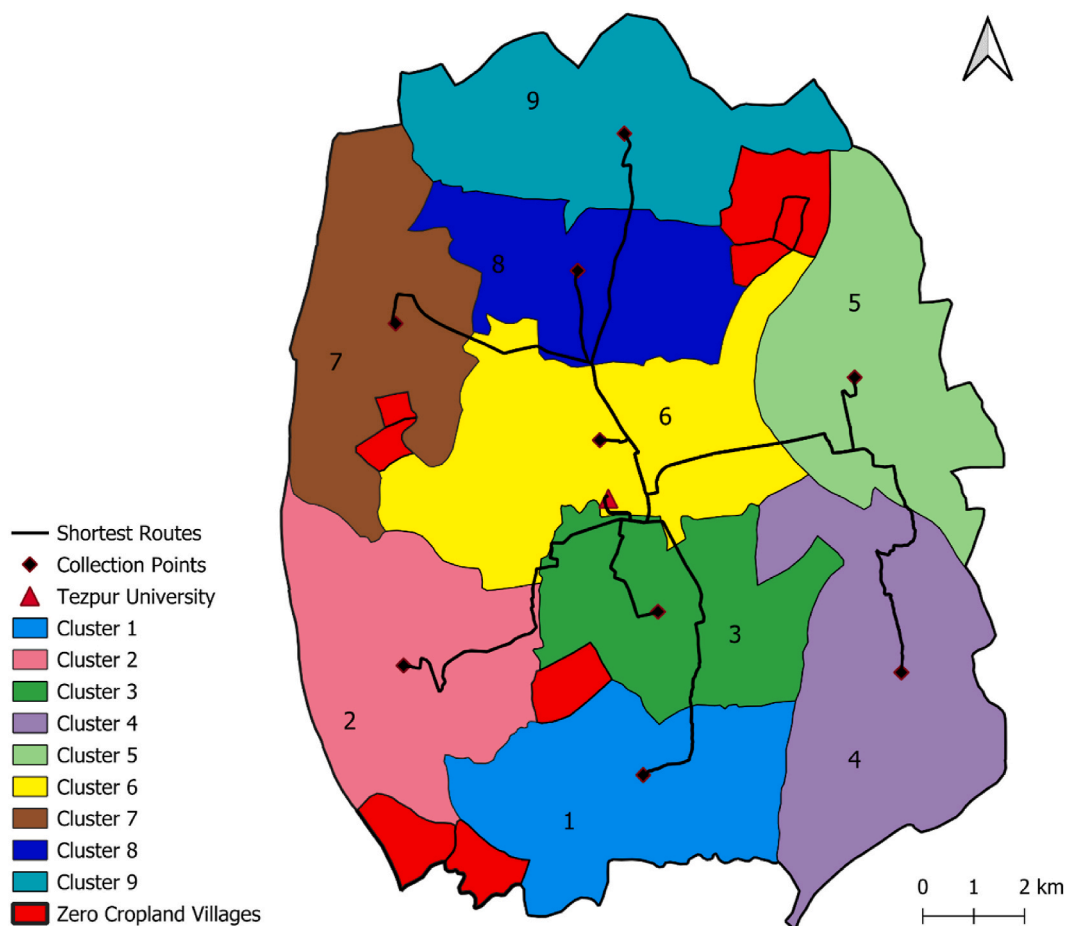 9
8
5
7
6
3
2
4
1
Shortest Routes
Collection Points
Tezpur University
Cluster 1
Cluster 2
Cluster 3
Cluster 4
Cluster 5
Cluster 6
Cluster 7
Cluster 8
Cluster 9
Zero Cropland Villages
0 1 2 km